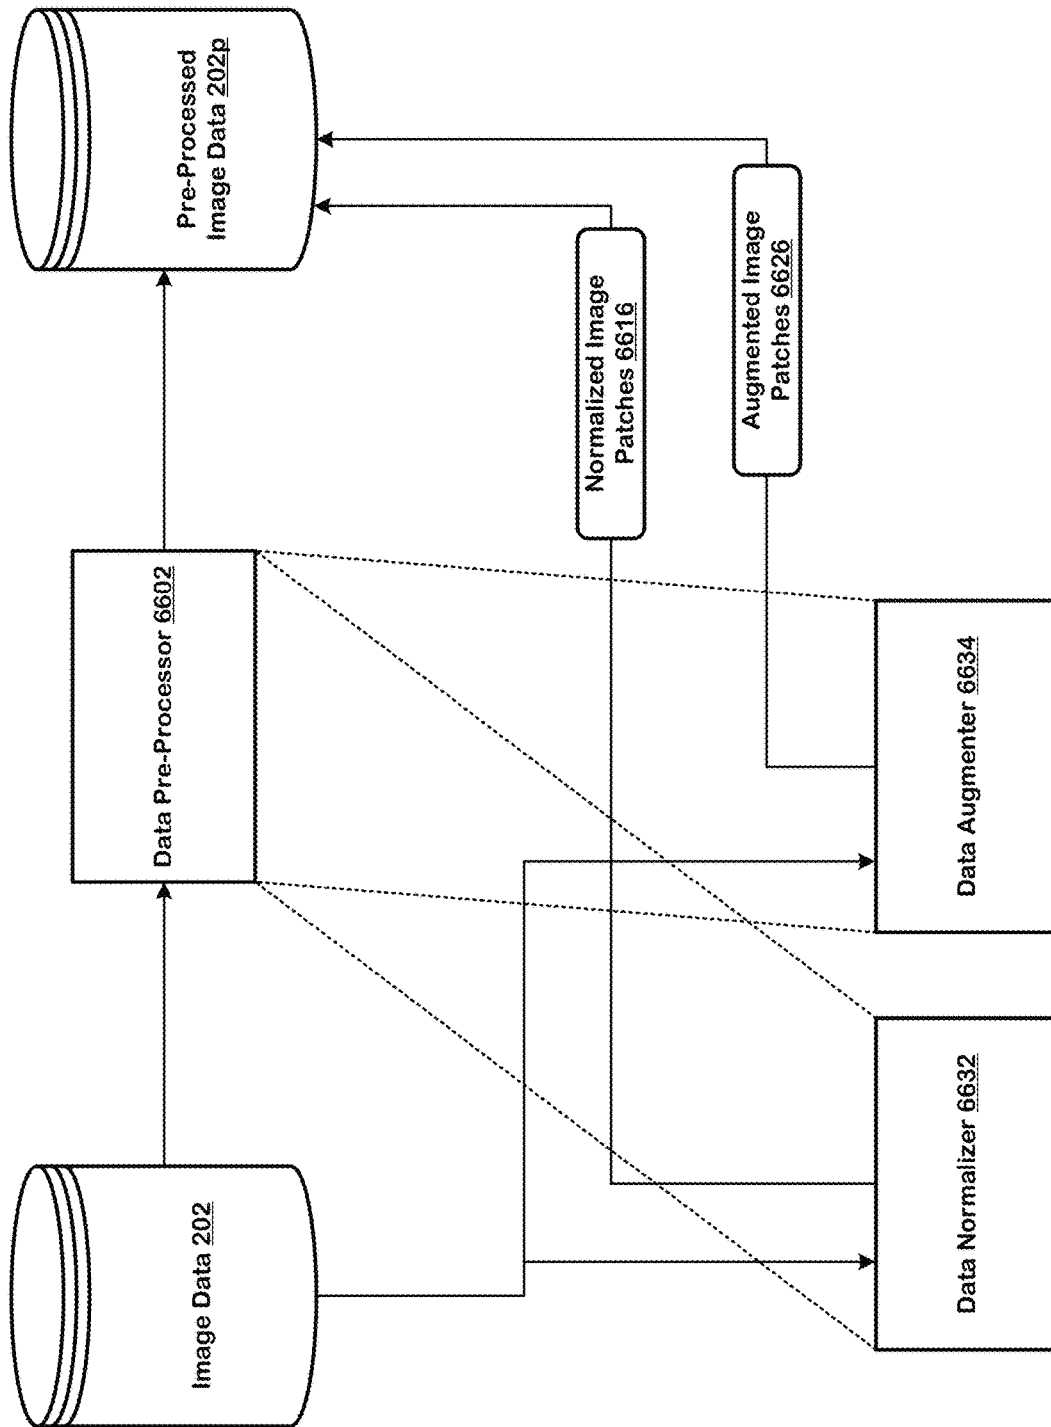 Image Data 202
Data Pre-Processor 6602
Pre-Processed
Image Data 202p
Normalized Image
Patches 6616
Augmented Image
Patches 6626
Data Normalizer 6632
Data Augmenter 6634